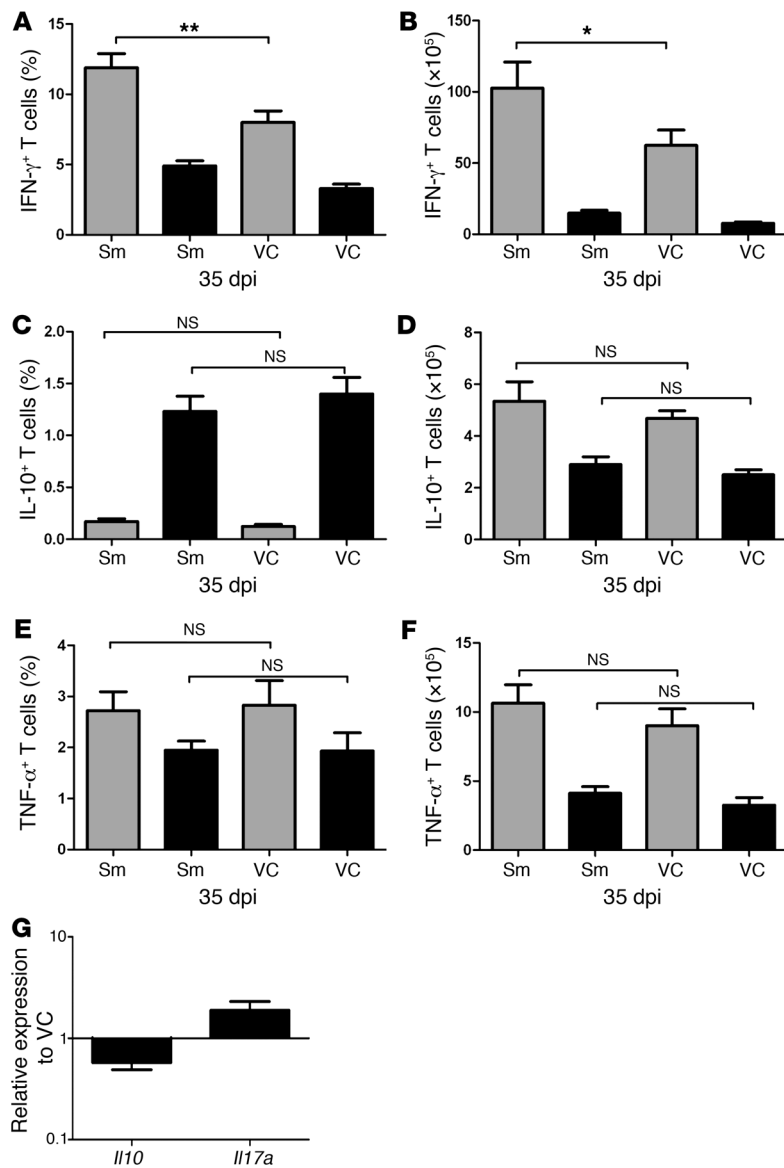 A
IFN-γ⁺ T cells (%)
15
10
5
0
**
Sm Sm VC VC
35 dpi
B
IFN-γ⁺ T cells (×10⁵)
150
100
50
0
*
Sm Sm VC VC
35 dpi
C
IL-10⁺ T cells (%)
2.0
1.5
1.0
0.5
0.0
NS
NS
Sm Sm VC VC
35 dpi
D
IL-10⁺ T cells (×10⁵)
8
6
4
2
0
NS
NS
Sm Sm VC VC
35 dpi
E
TNF-α⁺ T cells (%)
4
3
2
1
0
NS
NS
Sm Sm VC VC
35 dpi
F
TNF-α⁺ T cells (×10⁵)
15
10
5
0
NS
NS
Sm Sm VC VC
35 dpi
G
Relative expression
to VC
10
1
0.1
Il10 Il17a